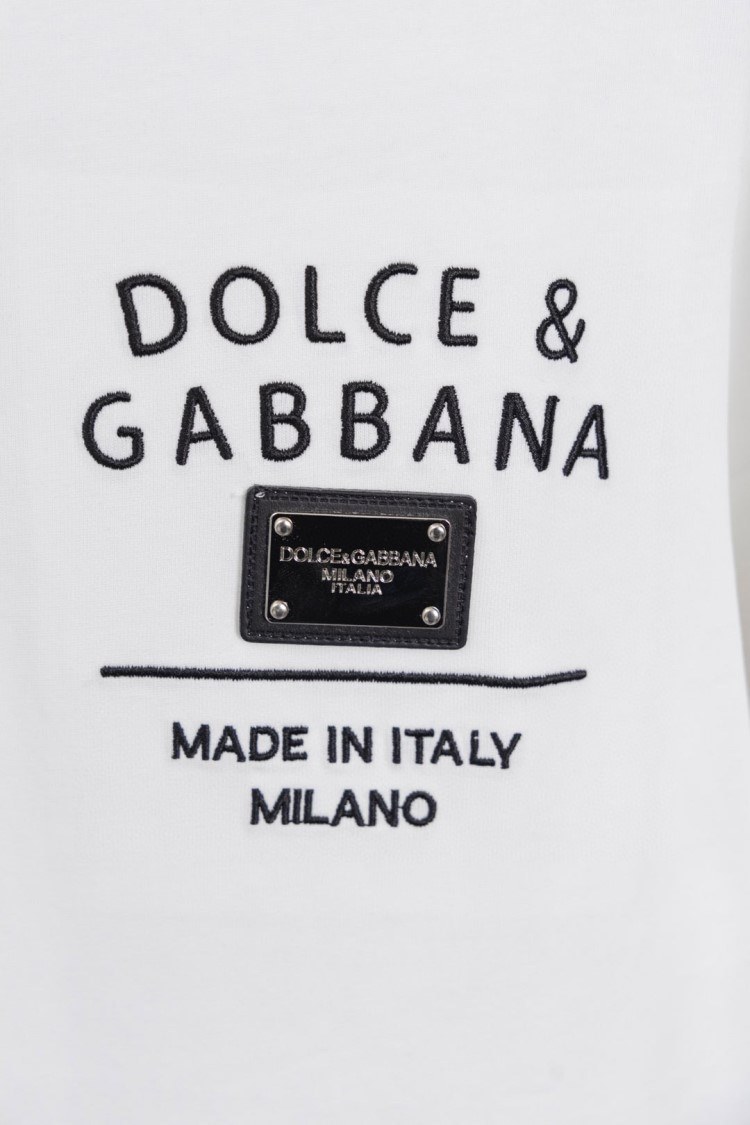 DOLCE &
GABBANA
DOLCE&GABBANA
MILANO
ITALIA
MADE IN ITALY
MILANO